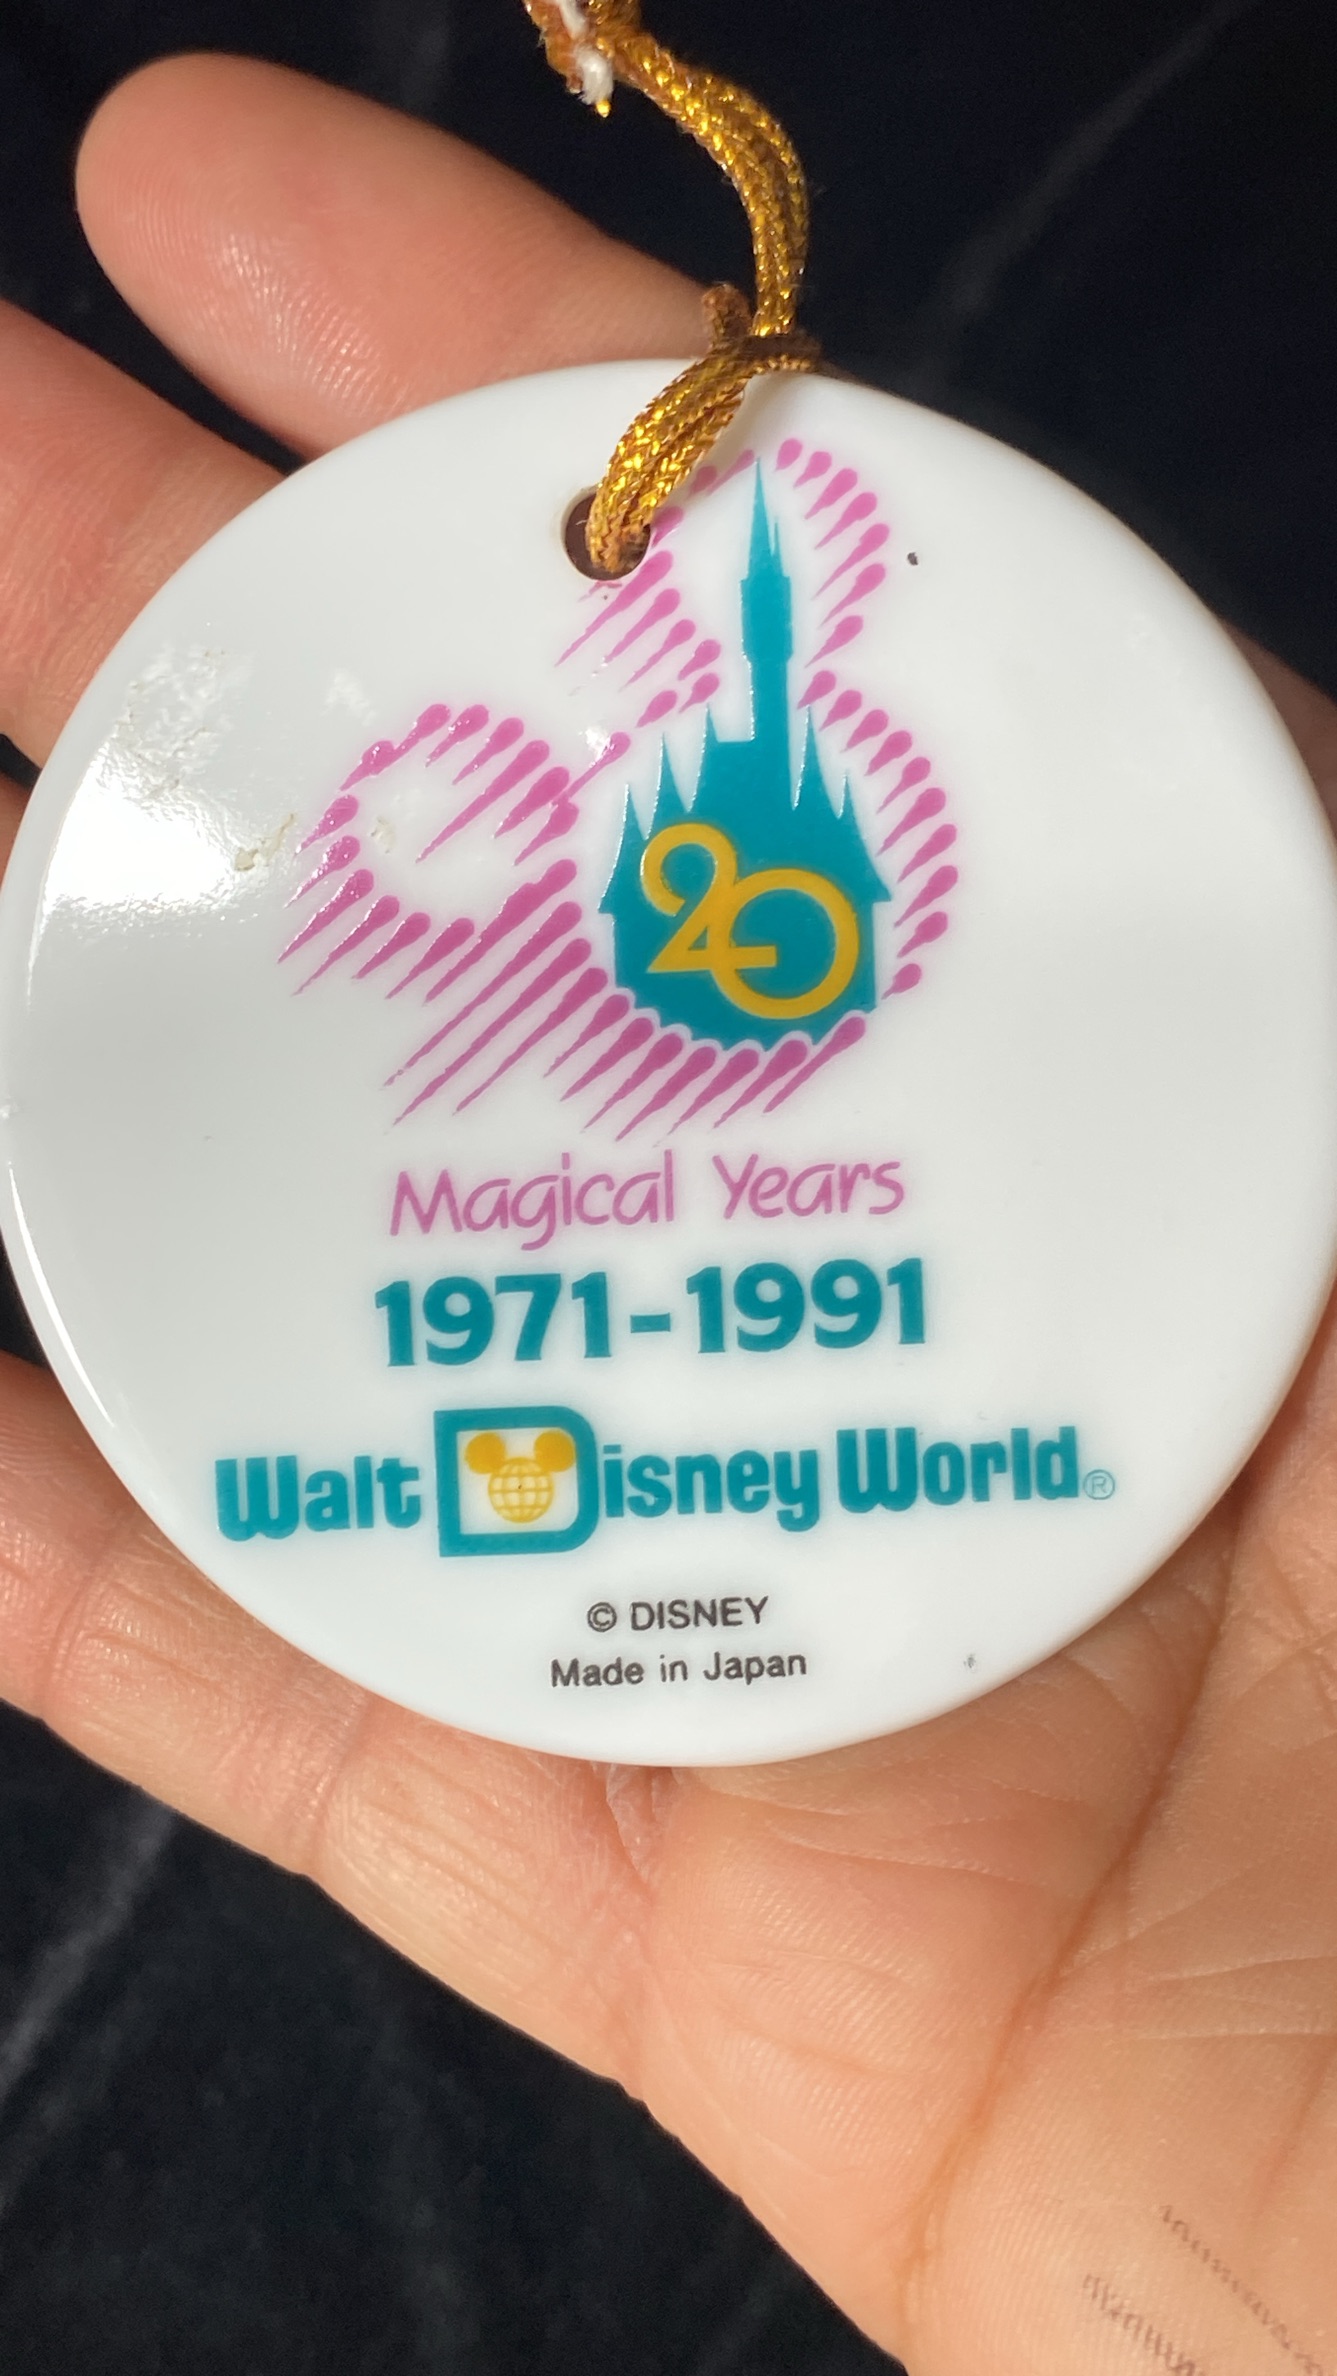 20
Magical Years
1971-1991
Walt Disney World®
© DISNEY
Made in Japan